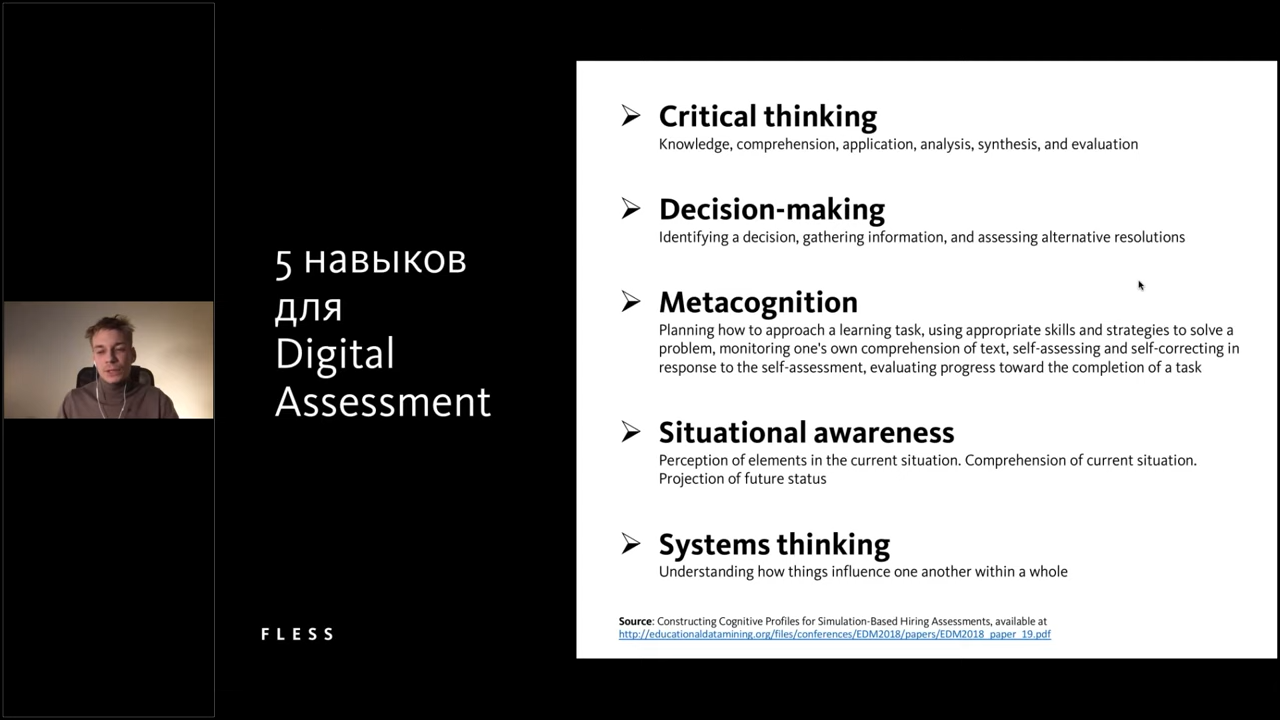 5 навыков
для
Digital
Assessment
FLESS
Critical thinking
Knowledge, comprehension, application, analysis, synthesis, and evaluation
Decision-making
Identifying a decision, gathering information, and assessing alternative resolutions
Metacognition
Planning how to approach a learning task, using appropriate skills and strategies to solve a
problem, monitoring one's own comprehension of text, self-assessing and self-correcting in
response to the self-assessment, evaluating progress toward the completion of a task
Situational awareness
Perception of elements in the current situation. Comprehension of current situation.
Projection of future status
Systems thinking
Understanding how things influence one another within a whole
Source: Constructing Cognitive Profiles for Simulation-Based Hiring Assessments, available at
http://educationaldatamining.org/files/conferences/EDM2018/papers/EDM2018_paper_19.pdf